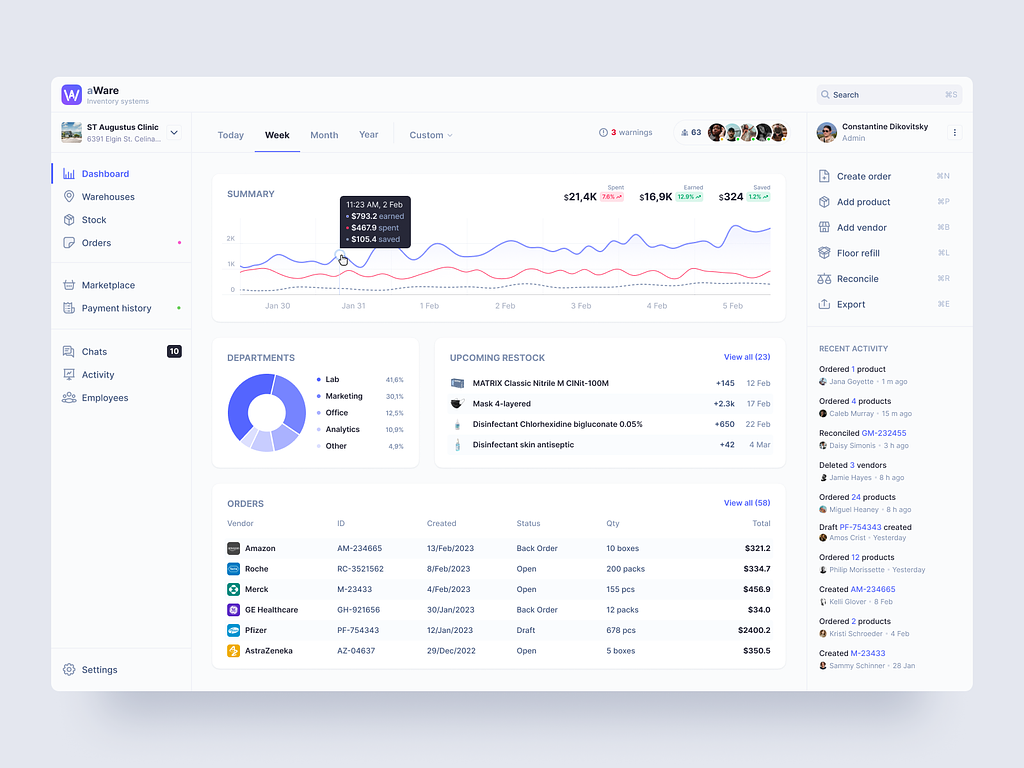 aWare
Inventory systems
Search ⌘S
ST Augustus Clinic
6391 Elgin St. Celina...
Today Week Month Year Custom
3 warnings
63
Constantine Dikovitsky
Admin
Dashboard
Warehouses
Stock
Orders
Marketplace
Payment history
Chats 10
Activity
Employees
Settings
SUMMARY
Spent
$21,4K 7.6%
Earned
$16,9K 12.9%
Saved
$324 1.2%
11:23 AM, 2 Feb
$793.2 earned
$467.9 spent
$105.4 saved
2K
1K
0
Jan 30 Jan 31 1 Feb 2 Feb 3 Feb 4 Feb 5 Feb
DEPARTMENTS
Lab 41,6%
Marketing 30,1%
Office 12,5%
Analytics 10,9%
Other 4,9%
UPCOMING RESTOCK View all (23)
MATRIX Classic Nitrile M CINit-100M +145 12 Feb
Mask 4-layered +2.3k 17 Feb
Disinfectant Chlorhexidine bigluconate 0.05% +650 22 Feb
Disinfectant skin antiseptic +42 4 Mar
ORDERS View all (58)
Vendor ID Created Status Qty Total
Amazon AM-234665 13/Feb/2023 Back Order 10 boxes $321.2
Roche RC-3521562 8/Feb/2023 Open 200 packs $334.7
Merck M-23433 4/Feb/2023 Open 155 pcs $456.9
GE Healthcare GH-921656 30/Jan/2023 Back Order 12 packs $34.0
Pfizer PF-754343 12/Jan/2023 Draft 678 pcs $2400.2
AstraZeneka AZ-04637 29/Dec/2022 Open 5 boxes $350.5
Create order ⌘N
Add product ⌘P
Add vendor ⌘B
Floor refill ⌘L
Reconcile ⌘R
Export ⌘E
RECENT ACTIVITY
Ordered 1 product
Jana Goyette · 1 m ago
Ordered 4 products
Caleb Murray · 15 m ago
Reconciled GM-232455
Daisy Simonis · 3 h ago
Deleted 3 vendors
Jamie Hayes · 8 h ago
Ordered 24 products
Miguel Heaney · 8 h ago
Draft PF-754343 created
Amos Crist · Yesterday
Ordered 12 products
Philip Morissette · Yesterday
Created AM-234665
Kelli Glover · 8 Feb
Ordered 2 products
Kristi Schroeder · 4 Feb
Created M-23433
Sammy Schinner · 28 Jan